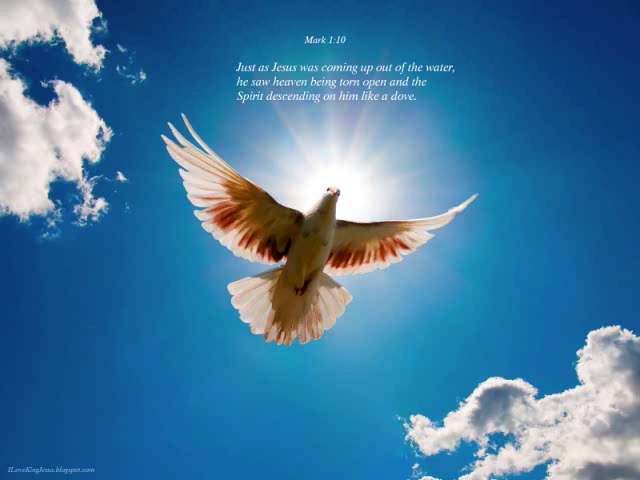 Mark 1:10
Just as Jesus was coming up out of the water,
he saw heaven being torn open and the
Spirit descending on him like a dove.
ILoveKingJesus.blogspot.com